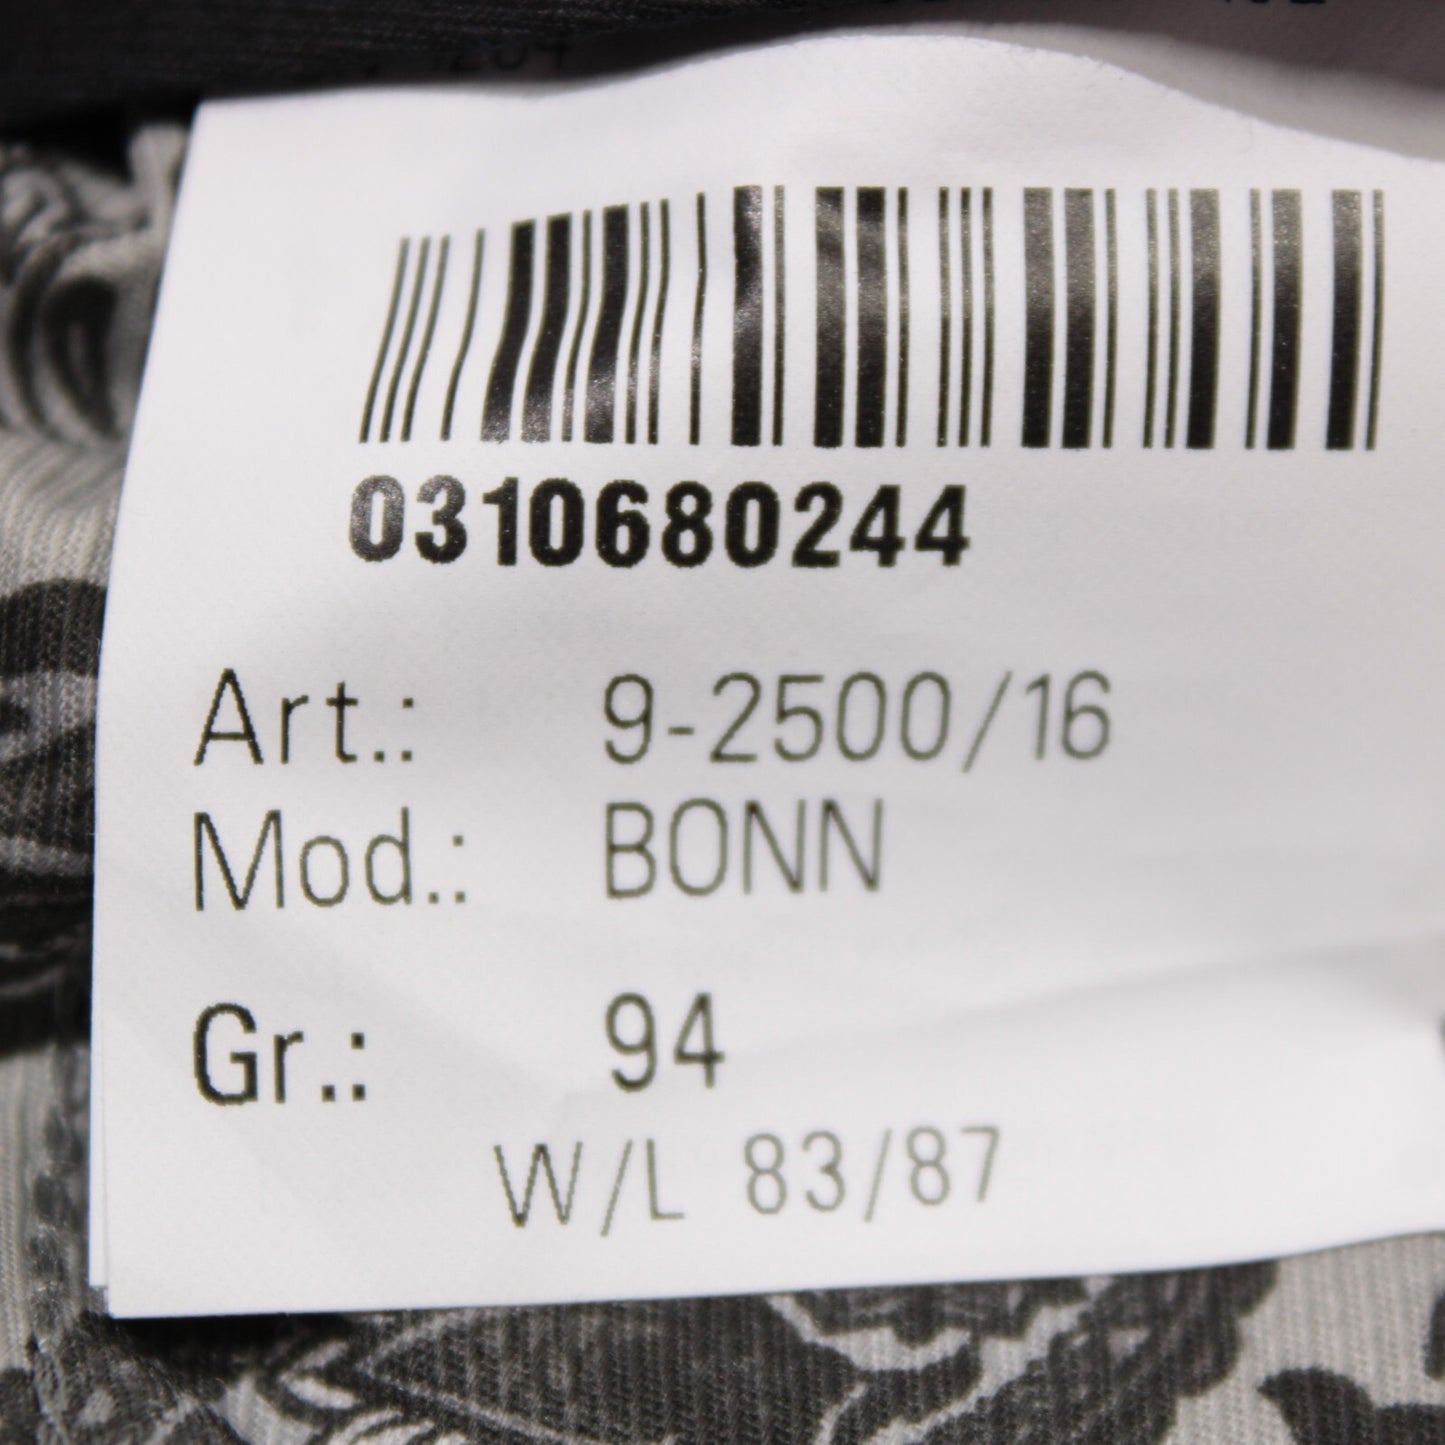 0310680244
Art.: 9-2500/16
Mod.: BONN
Gr.: 94
W/L 83/87